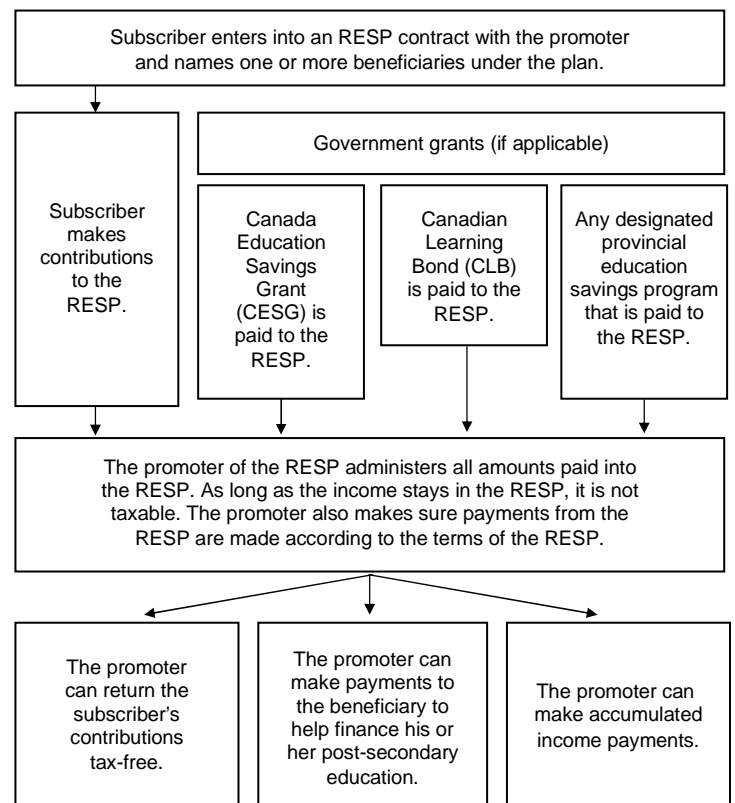 Subscriber enters into an RESP contract with the promoter
and names one or more beneficiaries under the plan.
Subscriber
makes
contributions
to the
RESP.
Government grants (if applicable)
Canada
Education
Savings
Grant
(CESG) is
paid to the
RESP.
Canadian
Learning
Bond (CLB)
is paid to the
RESP.
Any designated
provincial
education
savings program
that is paid to
the RESP.
The promoter of the RESP administers all amounts paid into
the RESP. As long as the income stays in the RESP, it is not
taxable. The promoter also makes sure payments from the
RESP are made according to the terms of the RESP.
The promoter
can return the
subscriber’s
contributions
tax-free.
The promoter can
make payments to
the beneficiary to
help finance his or
her post-secondary
education.
The promoter can
make accumulated
income payments.